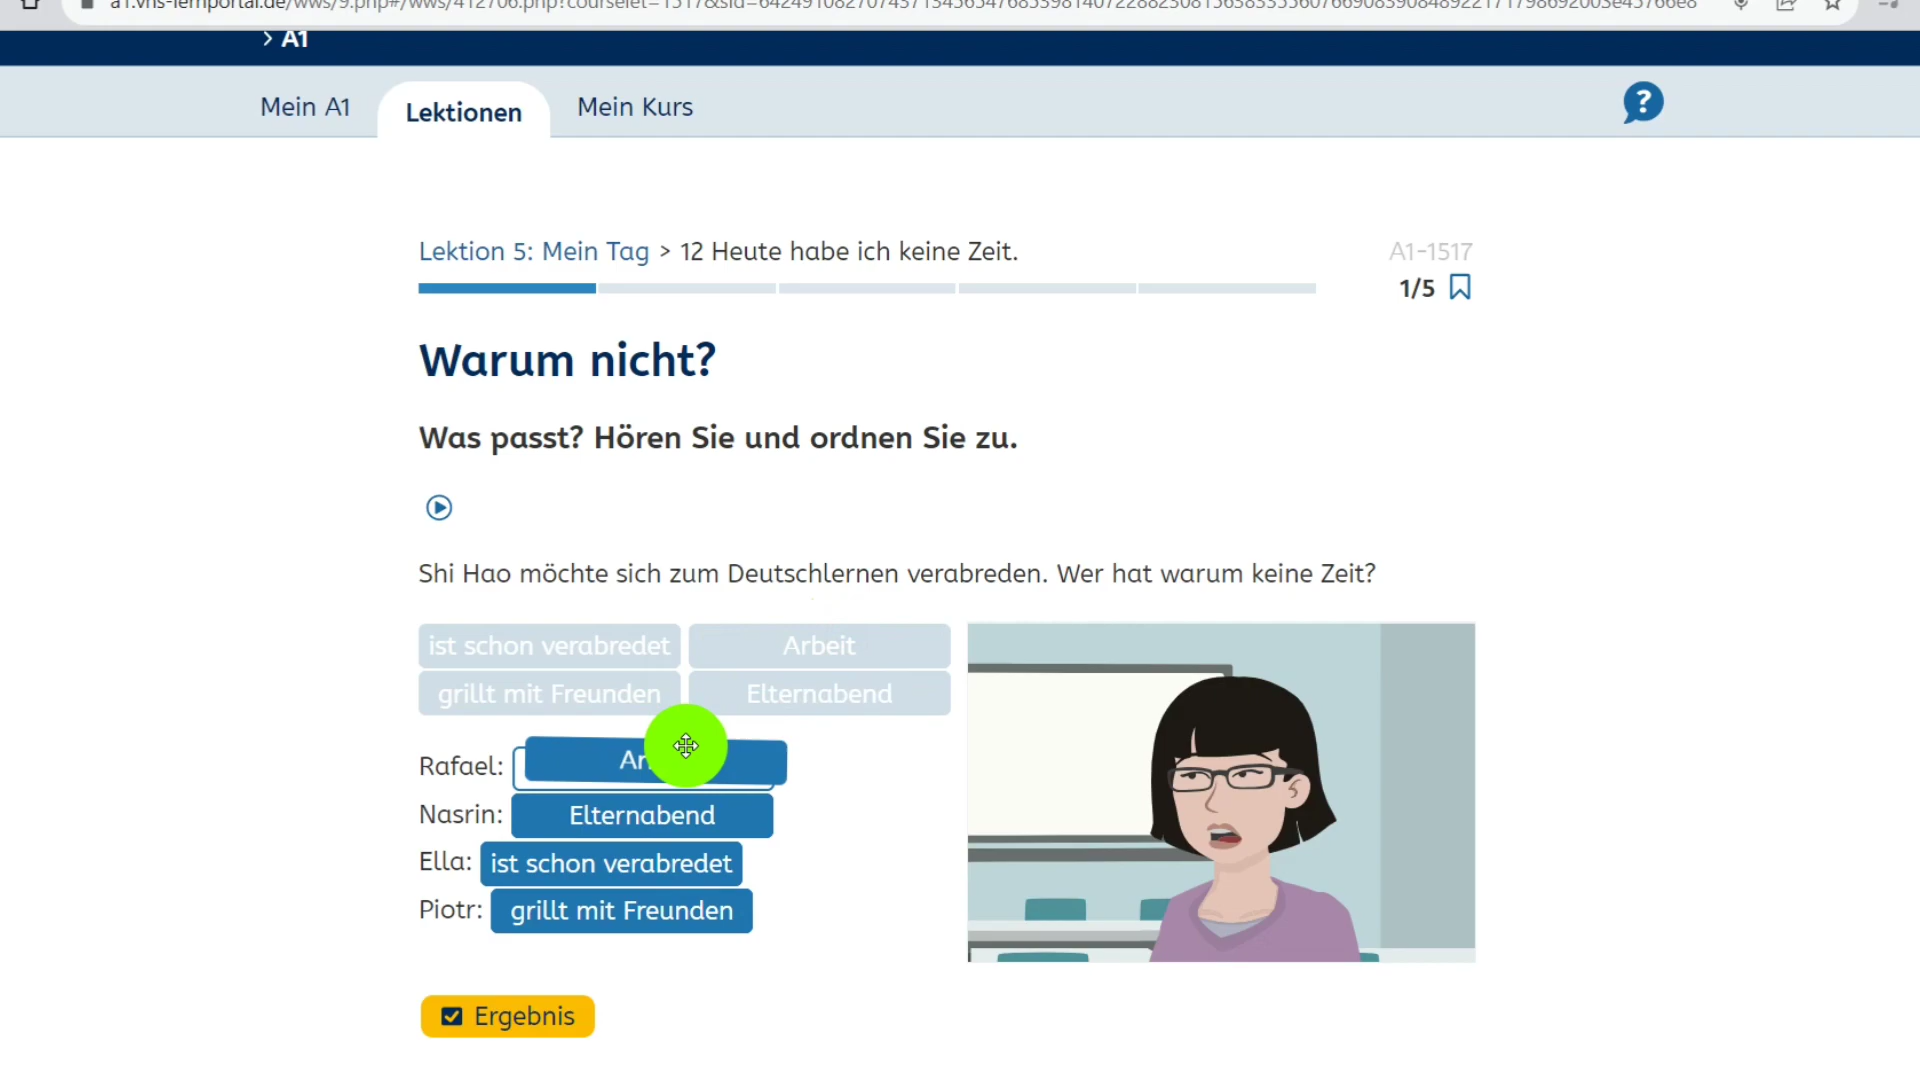 > A1
Mein A1
Lektionen
Mein Kurs
?
Lektion 5: Mein Tag > 12 Heute habe ich keine Zeit.
A1-1517
1/5
Warum nicht?
Was passt? Hören Sie und ordnen Sie zu.
Shi Hao möchte sich zum Deutschlernen verabreden. Wer hat warum keine Zeit?
ist schon verabredet
Arbeit
grillt mit Freunden
Elternabend
Rafael:
Nasrin: Elternabend
Ella: ist schon verabredet
Piotr: grillt mit Freunden
Ergebnis